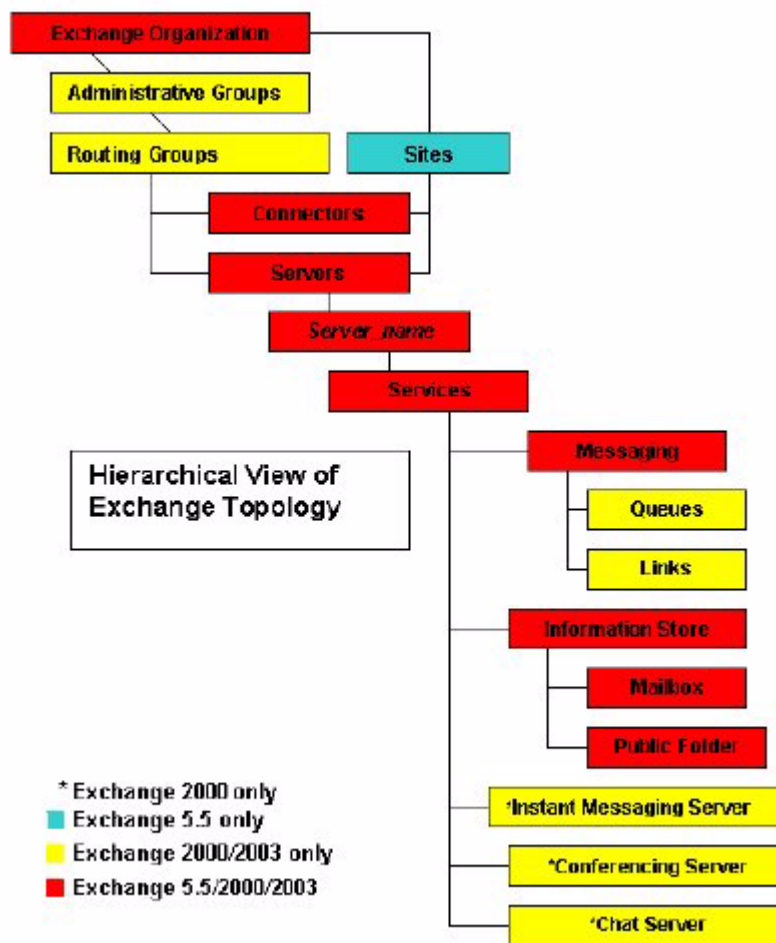 Exchange Organization
Administrative Groups
Routing Groups
Sites
Connectors
Servers
Server_name
Services
Hierarchical View of
Exchange Topology
Messaging
Queues
Links
Information Store
Mailbox
Public Folder
*Instant Messaging Server
*Conferencing Server
*Chat Server
* Exchange 2000 only
Exchange 5.5 only
Exchange 2000/2003 only
Exchange 5.5/2000/2003